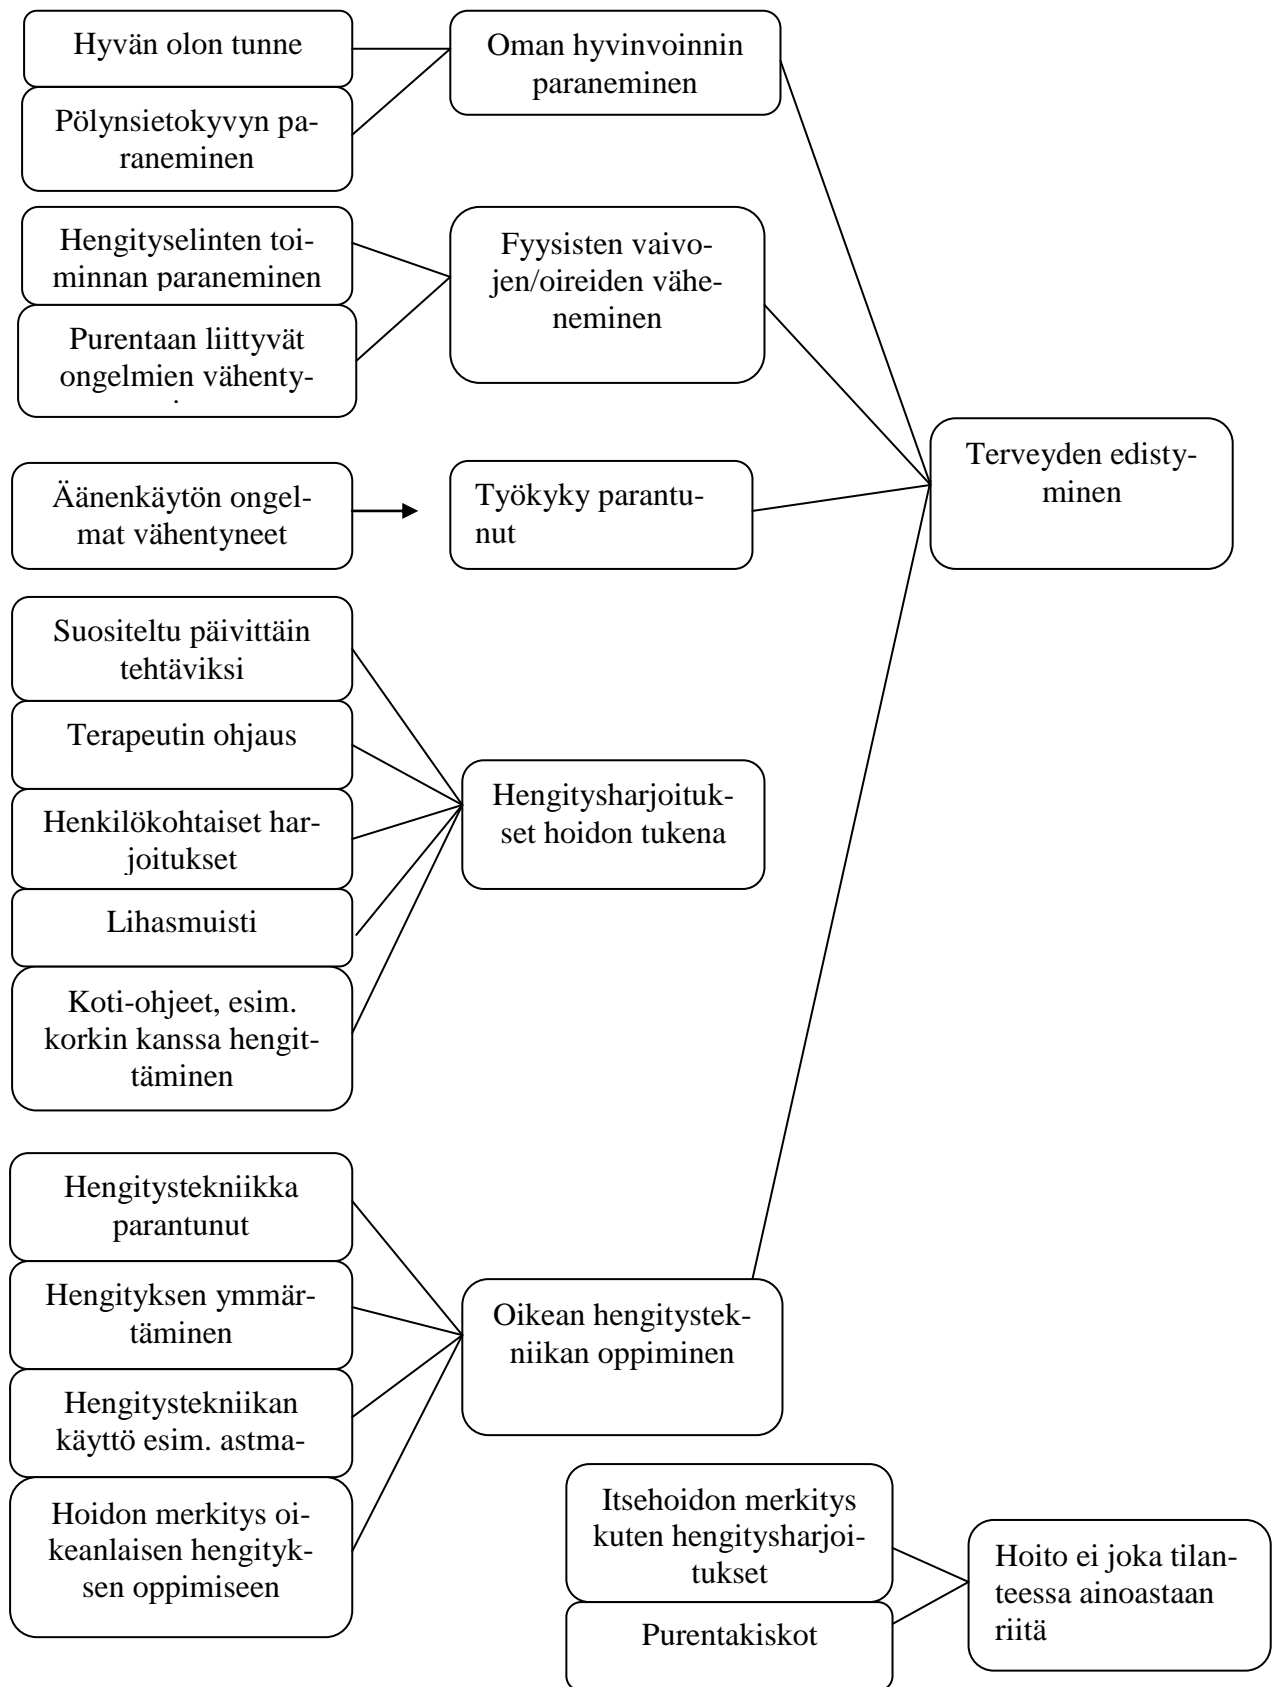 Hyvän olon tunne
Pölynsietokyvyn pa-
raneminen
Oman hyvinvoinnin
paraneminen
Hengityselinten toi-
minnan paraneminen
Purentaan liittyvät
ongelmien vähenty-
Fyysisten vaivo-
jen/oireiden vähe-
neminen
Äänenkäytön ongel-
mat vähentyneet
Työkyky parantu-
nut
Terveyden edisty-
minen
Suositeltu päivittäin
tehtäviksi
Terapeutin ohjaus
Henkilökohtaiset har-
joitukset
Lihasmuisti
Koti-ohjeet, esim.
korkin kanssa hengit-
täminen
Hengitysharjoituk-
set hoidon tukena
Hengitystekniikka
parantunut
Hengityksen ymmär-
täminen
Hengitystekniikan
käyttö esim. astma-
Hoidon merkitys oi-
keanlaisen hengityk-
sen oppimiseen
Oikean hengitystek-
niikan oppiminen
Itsehoidon merkitys
kuten hengitysharjoi-
tukset
Purentakiskot
Hoito ei joka tilan-
teessa ainoastaan
riitä